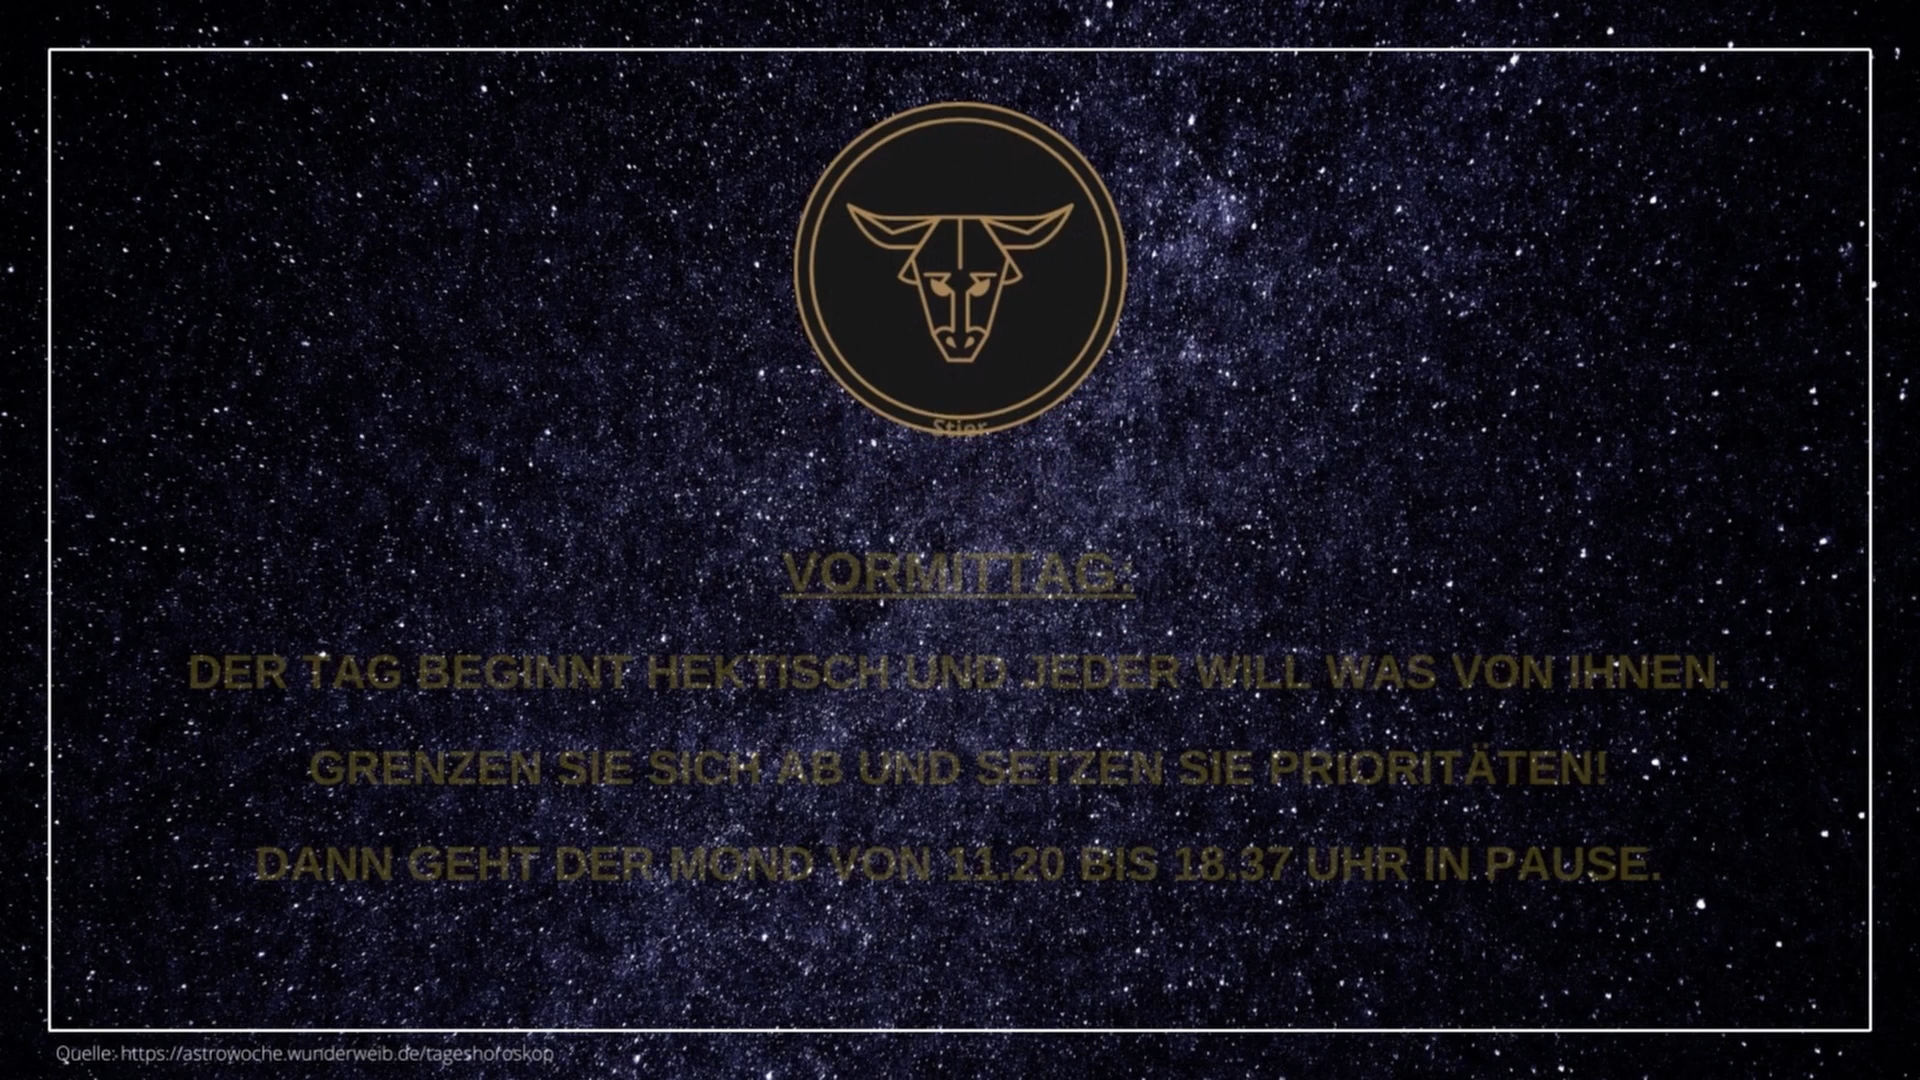 Stier
VORMITTAG:
DER TAG BEGINNT HEKTISCH UND JEDER WILL WAS VON IHNEN.
GRENZEN SIE SICH AB UND SETZEN SIE PRIORITÄTEN!
DANN GEHT DER MOND VON 11.20 BIS 18.37 UHR IN PAUSE.
Quelle: https://astrowoche.wunderweib.de/tageshoroskop